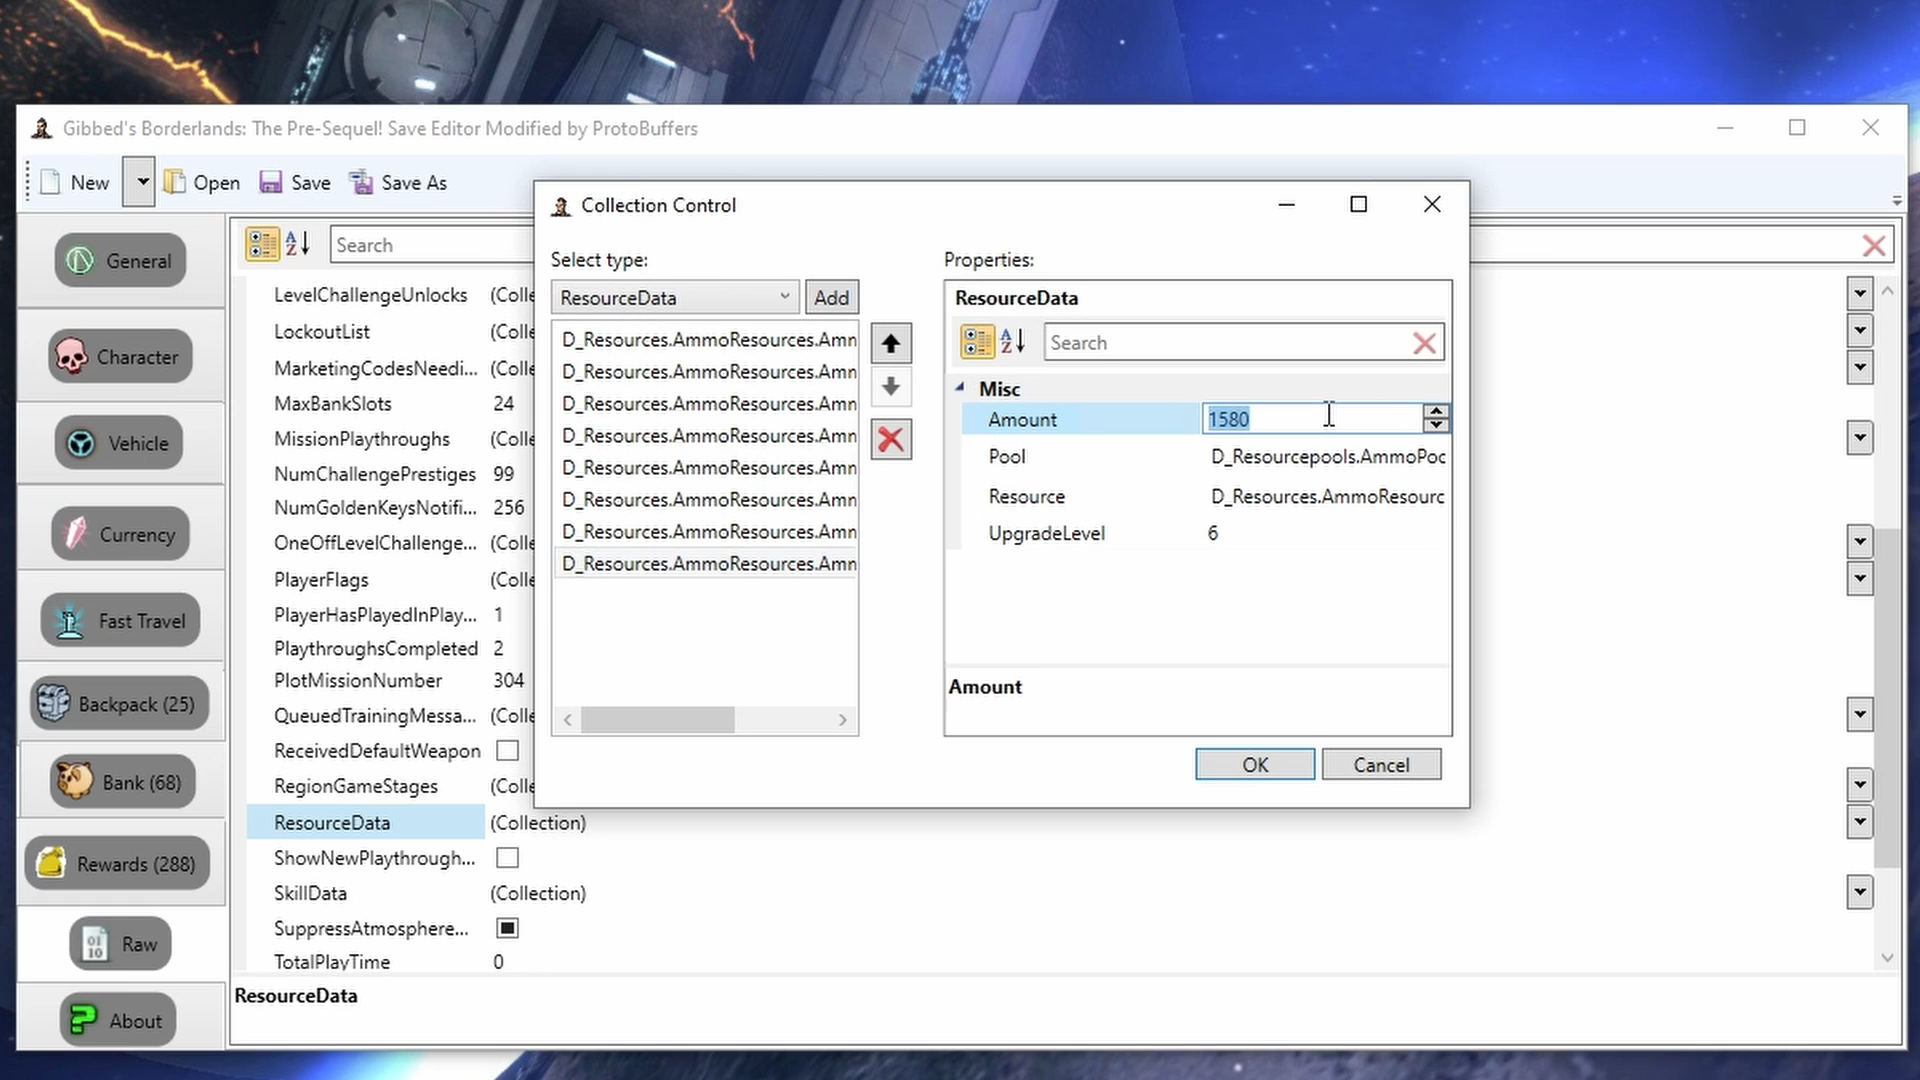 Gibbed's Borderlands: The Pre-Sequel! Save Editor Modified by ProtoBuffers
New
Open
Save
Save As
General
Character
Vehicle
Currency
Fast Travel
Backpack (25)
Bank (68)
Rewards (288)
Raw
About
Search
LevelChallengeUnlocks (Colle
LockoutList (Colle
MarketingCodesNeedi... (Colle
MaxBankSlots 24
MissionPlaythroughs (Colle
NumChallengePrestiges 99
NumGoldenKeysNotifi... 256
OneOffLevelChallenge... (Colle
PlayerFlags (Colle
PlayerHasPlayedInPlay... 1
PlaythroughsCompleted 2
PlotMissionNumber 304
QueuedTrainingMessa... (Colle
ReceivedDefaultWeapon
RegionGameStages (Colle
ResourceData (Collection)
ShowNewPlaythrough...
SkillData (Collection)
SuppressAtmosphere...
TotalPlayTime 0
ResourceData
Collection Control
Select type:
ResourceData
Add
D_Resources.AmmoResources.Amn
D_Resources.AmmoResources.Amn
D_Resources.AmmoResources.Amn
D_Resources.AmmoResources.Amn
D_Resources.AmmoResources.Amn
D_Resources.AmmoResources.Amn
D_Resources.AmmoResources.Amn
D_Resources.AmmoResources.Amn
Properties:
ResourceData
Search
Misc
Amount 1580
Pool D_Resourcepools.AmmoPoc
Resource D_Resources.AmmoResourc
UpgradeLevel 6
Amount
OK
Cancel